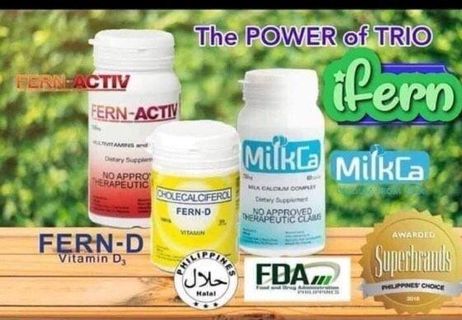 The POWER of TRIO
ifern
FERN-ACTIV
FERN-ACTIV
MULTIVITAMINS and
Dietary Supplement
NO APPROVED
THERAPEUTIC CLAIMS
MilkCa
MILK CALCIUM COMPLEX
Dietary Supplement
NO APPROVED
THERAPEUTIC CLAIMS
MilkCa
CHOLECALCIFEROL
FERN-D
VITAMIN
FERN-D
Vitamin D3
PHILIPPINES
حلال
Halal
FDA
Food and Drug Administration
PHILIPPINES
AWARDED
Superbrands
PHILIPPINES' CHOICE
2018